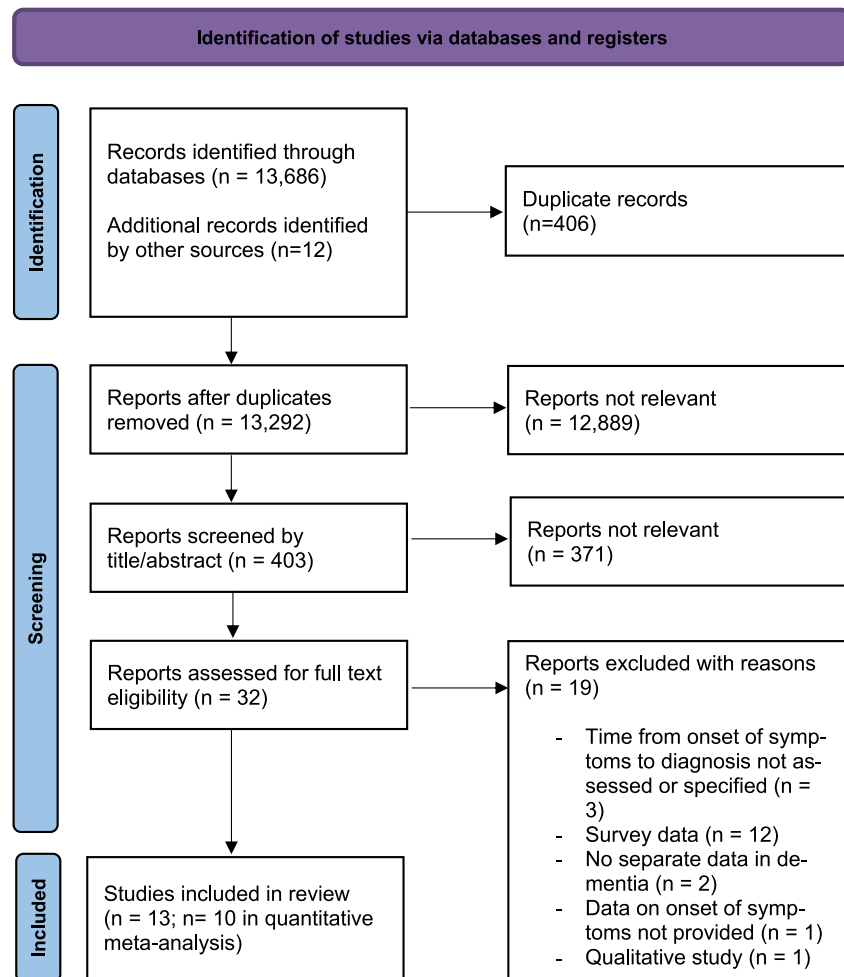 Identification of studies via databases and registers
Identification
Records identified through
databases (n = 13,686)
Additional records identified
by other sources (n=12)
Duplicate records
(n=406)
Screening
Reports after duplicates
removed (n = 13,292)
Reports not relevant
(n = 12,889)
Reports screened by
title/abstract (n = 403)
Reports not relevant
(n = 371)
Reports assessed for full text
eligibility (n = 32)
Reports excluded with reasons
(n = 19)
- Time from onset of symp-
toms to diagnosis not as-
sessed or specified (n =
3)
- Survey data (n = 12)
- No separate data in de-
mentia (n = 2)
- Data on onset of symp-
toms not provided (n = 1)
- Qualitative study (n = 1)
Included
Studies included in review
(n = 13; n= 10 in quantitative
meta-analysis)